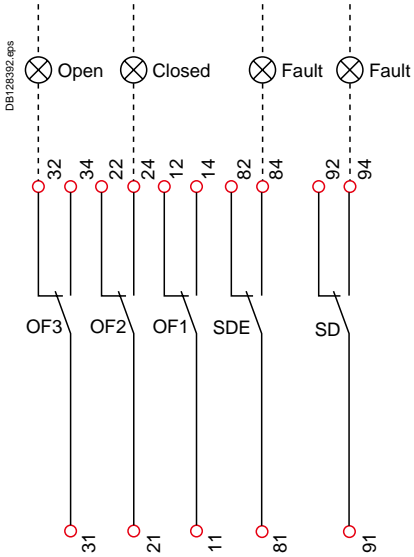 DB128392.eps
Open Closed Fault Fault
32 34 22 24 12 14 82 84 92 94
OF3 OF2 OF1 SDE SD
31 21 11 81 91